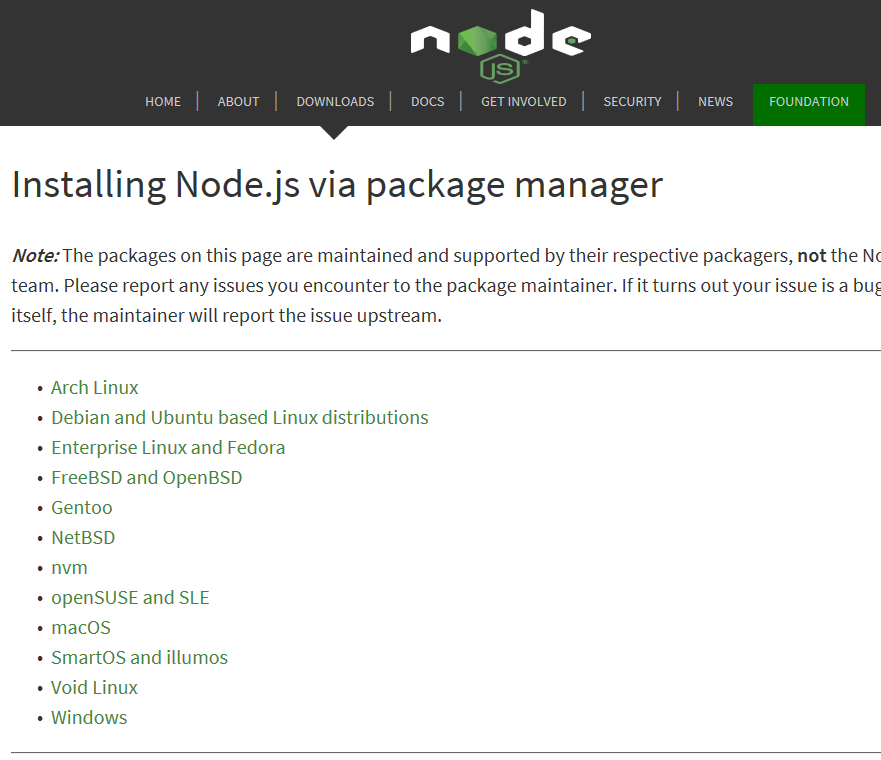 node
JS®
HOME ABOUT DOWNLOADS DOCS GET INVOLVED SECURITY NEWS FOUNDATION
Installing Node.js via package manager
Note: The packages on this page are maintained and supported by their respective packagers, not the
team. Please report any issues you encounter to the package maintainer. If it turns out your issue is a
itself, the maintainer will report the issue upstream.
• Arch Linux
• Debian and Ubuntu based Linux distributions
• Enterprise Linux and Fedora
• FreeBSD and OpenBSD
• Gentoo
• NetBSD
• nvm
• openSUSE and SLE
• macOS
• SmartOS and illumos
• Void Linux
• Windows